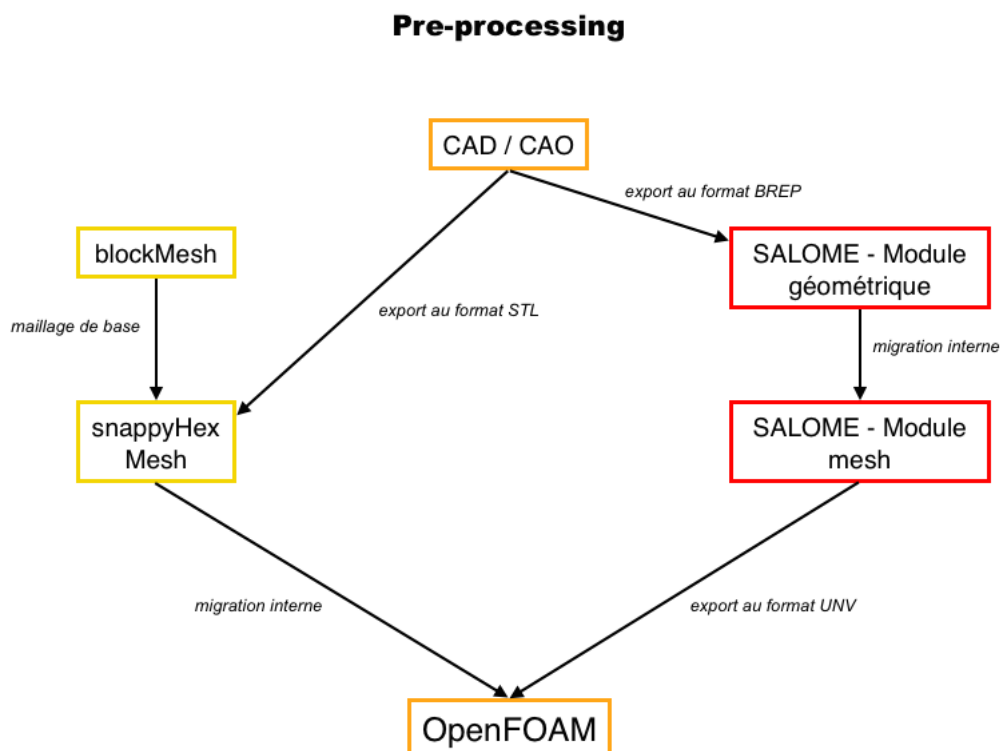 Pre-processing
CAD / CAO
export au format BREP
blockMesh
SALOME - Module
géométrique
maillage de base
export au format STL
migration interne
snappyHex
Mesh
SALOME - Module
mesh
migration interne
export au format UNV
OpenFOAM